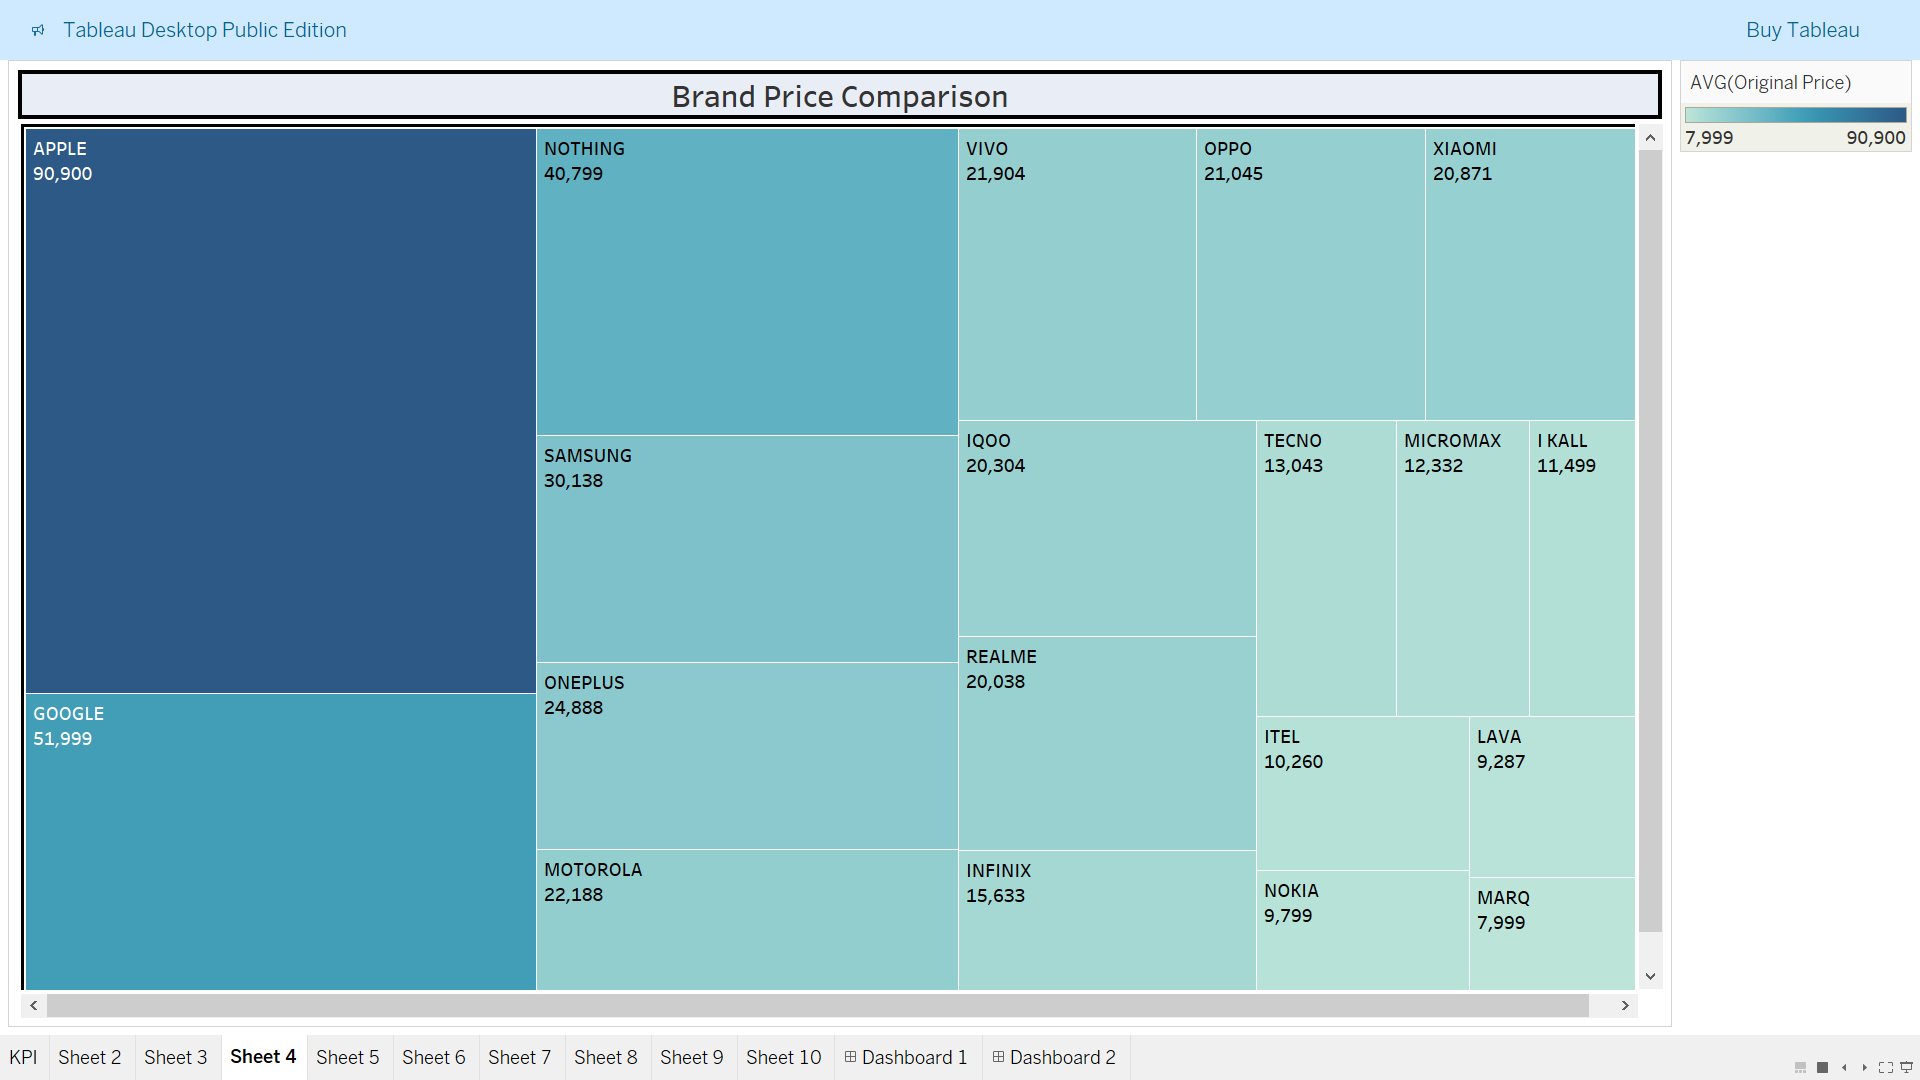 Tableau Desktop Public Edition
Buy Tableau
Brand Price Comparison
AVG(Original Price)
7,999 90,900
APPLE
90,900
GOOGLE
51,999
NOTHING
40,799
SAMSUNG
30,138
ONEPLUS
24,888
MOTOROLA
22,188
VIVO
21,904
OPPO
21,045
XIAOMI
20,871
IQOO
20,304
REALME
20,038
INFINIX
15,633
TECNO
13,043
MICROMAX
12,332
I KALL
11,499
ITEL
10,260
LAVA
9,287
NOKIA
9,799
MARQ
7,999
KPI Sheet 2 Sheet 3 Sheet 4 Sheet 5 Sheet 6 Sheet 7 Sheet 8 Sheet 9 Sheet 10 Dashboard 1 Dashboard 2